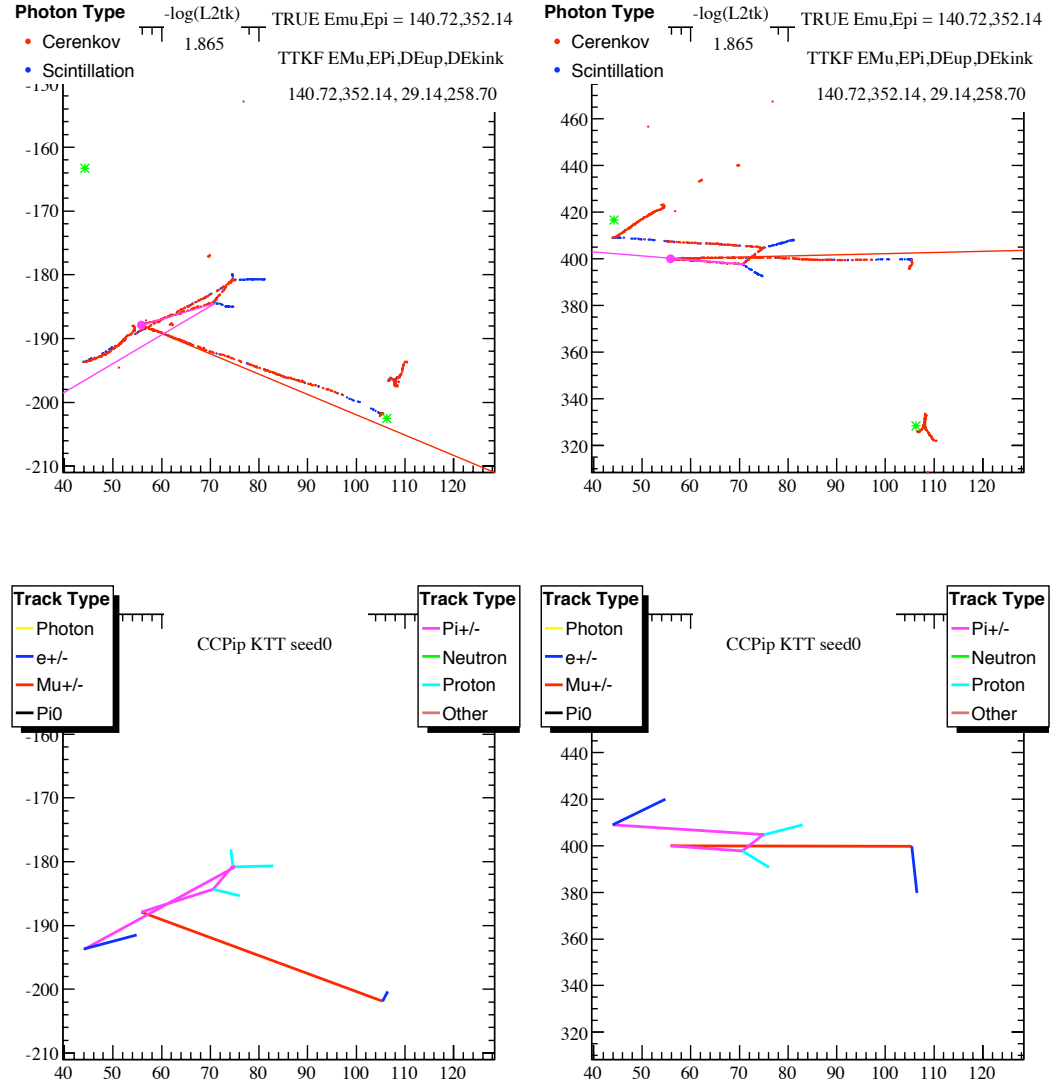 Photon Type
Cerenkov
Scintillation
-log(L2tk)
1.865
TRUE Emu,Epi = 140.72,352.14
TTKF EMu,EPi,DEup,DEkink
140.72,352.14, 29.14,258.70
-160
-170
-180
-190
-200
-210
40 50 60 70 80 90 100 110 120
Photon Type
Cerenkov
Scintillation
-log(L2tk)
1.865
TRUE Emu,Epi = 140.72,352.14
TTKF EMu,EPi,DEup,DEkink
140.72,352.14, 29.14,258.70
460
440
420
400
380
360
340
320
40 50 60 70 80 90 100 110 120
Track Type
Photon
e+/-
Mu+/-
Pi0
CCPip KTT seed0
Track Type
Pi+/-
Neutron
Proton
Other
-160
-170
-180
-190
-200
-210
40 50 60 70 80 90 100 110 120
Track Type
Photon
e+/-
Mu+/-
Pi0
CCPip KTT seed0
Track Type
Pi+/-
Neutron
Proton
Other
440
420
400
380
360
340
320
40 50 60 70 80 90 100 110 120